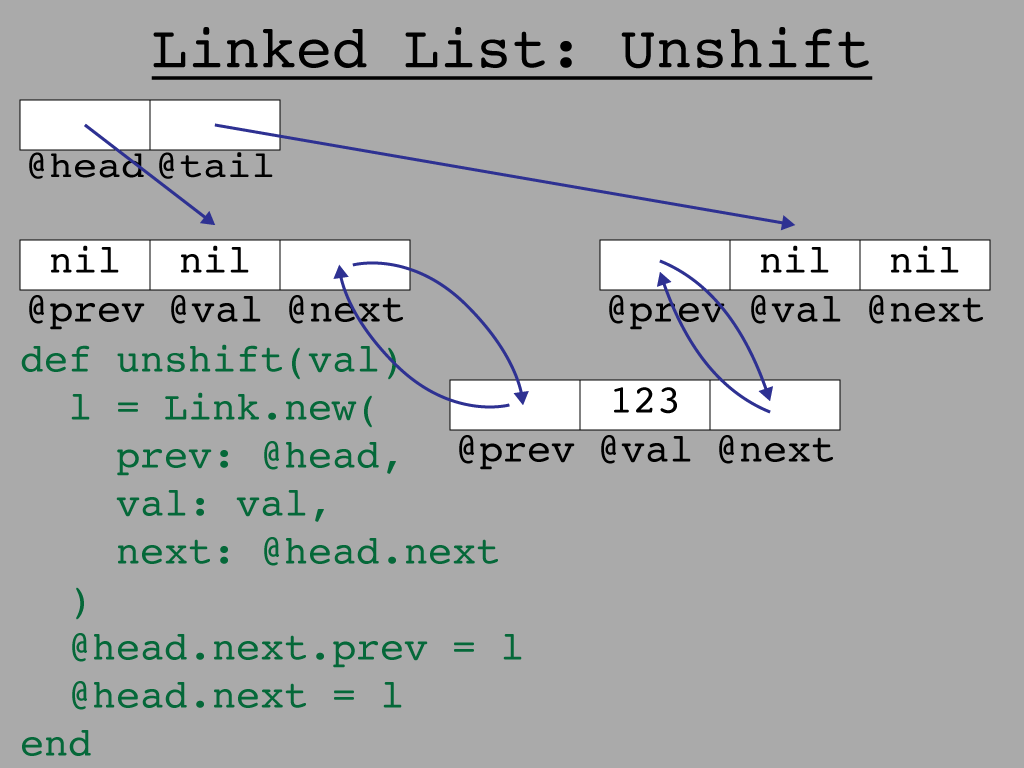 Linked List: Unshift
@head @tail
nil nil nil nil
@prev @val @next @prev @val @next
123
@prev @val @next
def unshift(val)
l = Link.new(
prev: @head,
val: val,
next: @head.next
)
@head.next.prev = l
@head.next = l
end